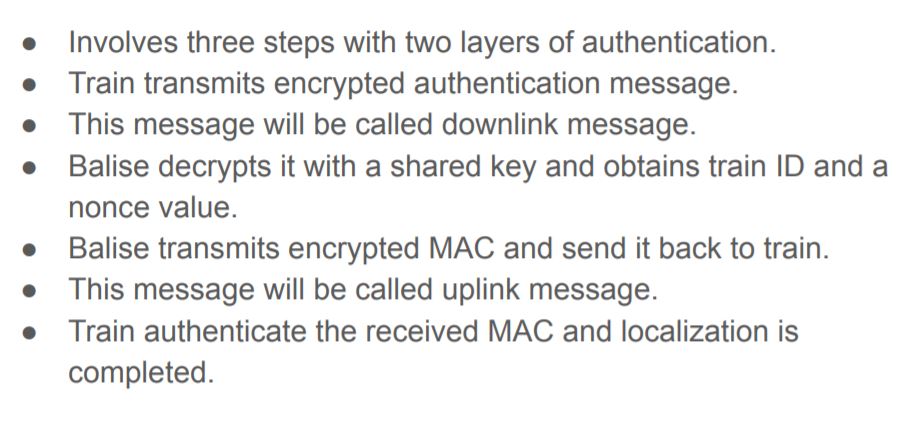 ● Involves three steps with two layers of authentication.
● Train transmits encrypted authentication message.
● This message will be called downlink message.
● Balise decrypts it with a shared key and obtains train ID and a
nonce value.
● Balise transmits encrypted MAC and send it back to train.
● This message will be called uplink message.
● Train authenticate the received MAC and localization is
completed.